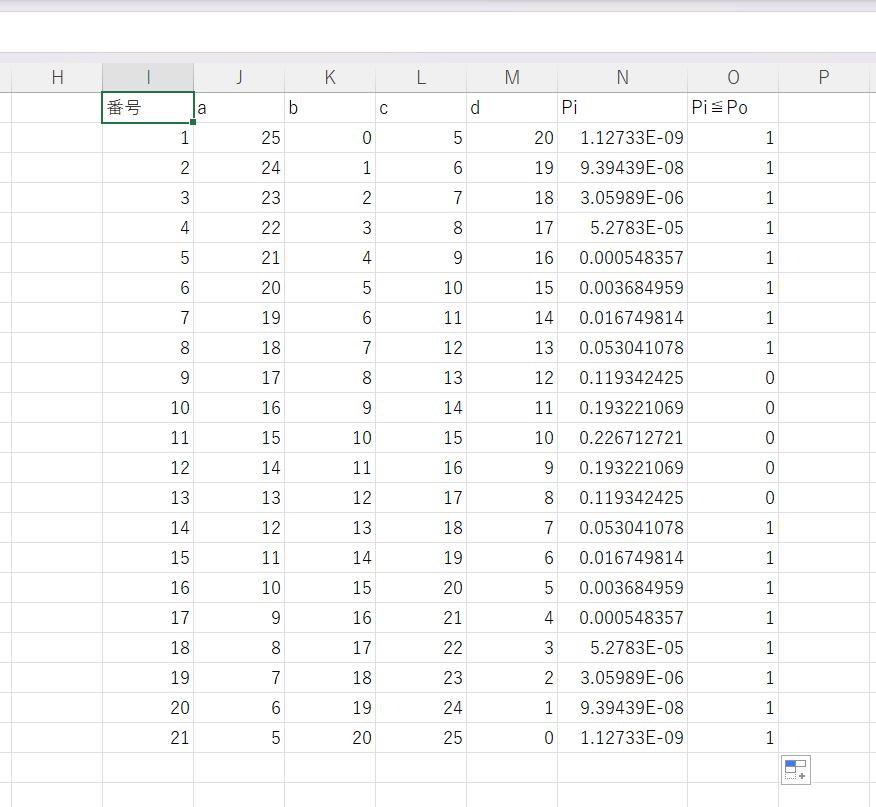 H I J K L M N O P
番号 a b c d Pi Pi≦Po
1 25 0 5 20 1.12733E-09 1
2 24 1 6 19 9.39439E-08 1
3 23 2 7 18 3.05989E-06 1
4 22 3 8 17 5.2783E-05 1
5 21 4 9 16 0.000548357 1
6 20 5 10 15 0.003684959 1
7 19 6 11 14 0.016749814 1
8 18 7 12 13 0.053041078 1
9 17 8 13 12 0.119342425 0
10 16 9 14 11 0.193221069 0
11 15 10 15 10 0.226712721 0
12 14 11 16 9 0.193221069 0
13 13 12 17 8 0.119342425 0
14 12 13 18 7 0.053041078 1
15 11 14 19 6 0.016749814 1
16 10 15 20 5 0.003684959 1
17 9 16 21 4 0.000548357 1
18 8 17 22 3 5.2783E-05 1
19 7 18 23 2 3.05989E-06 1
20 6 19 24 1 9.39439E-08 1
21 5 20 25 0 1.12733E-09 1